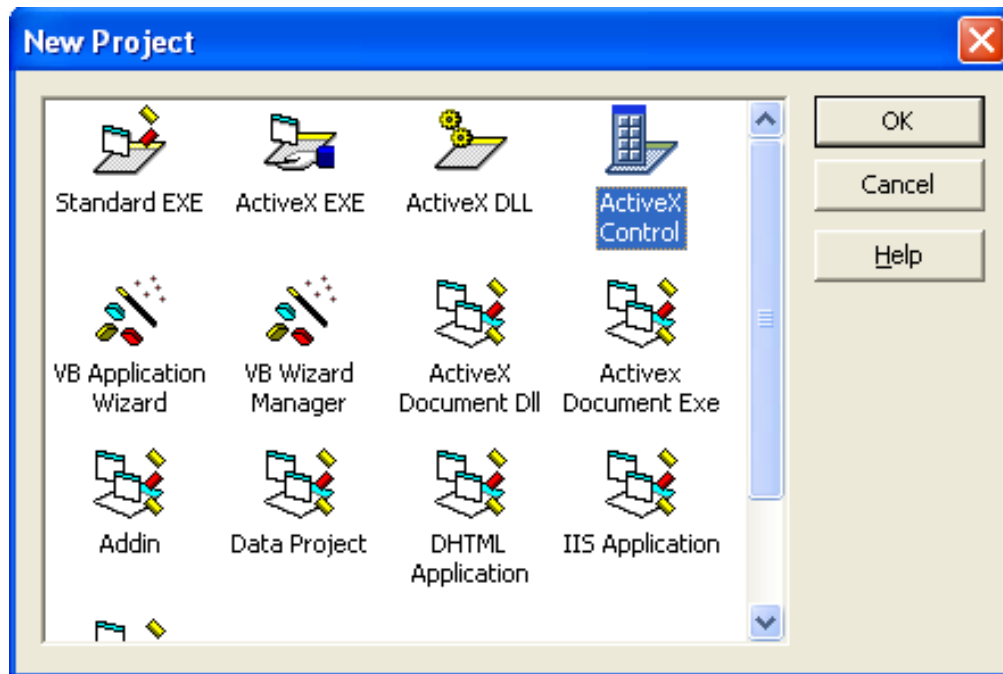 New Project
Standard EXE
ActiveX EXE
ActiveX DLL
ActiveX
Control
VB Application
Wizard
VB Wizard
Manager
ActiveX
Document Dll
Activex
Document Exe
Addin
Data Project
DHTML
Application
IIS Application
OK
Cancel
Help